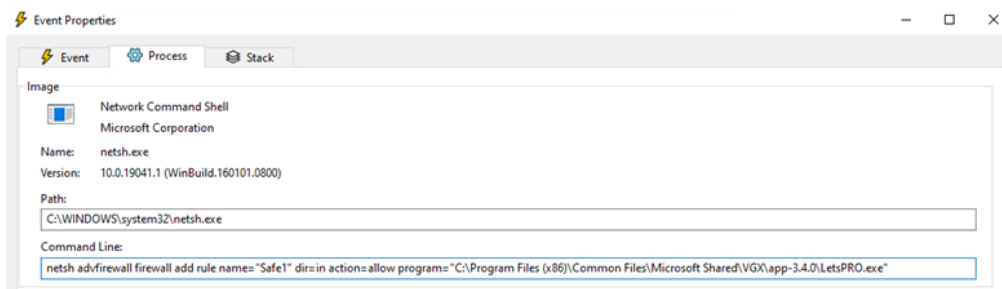 Event Properties
Event Process Stack
Image
Network Command Shell
Microsoft Corporation
Name: netsh.exe
Version: 10.0.19041.1 (WinBuild.160101.0800)
Path:
C:\WINDOWS\system32\netsh.exe
Command Line:
netsh advfirewall firewall add rule name="Safe1" dir=in action=allow program="C:\Program Files (x86)\Common Files\Microsoft Shared\VGX\app-3.4.0\LetsPRO.exe"